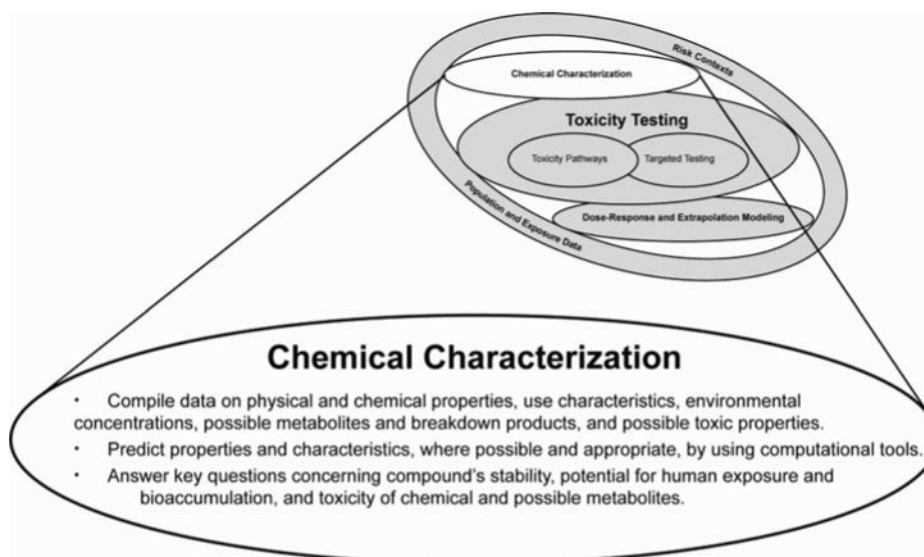 Risk Contexts
Chemical Characterization
Toxicity Testing
Toxicity Pathways
Targeted Testing
Dose-Response and Extrapolation Modeling
Population and Exposure Data
Chemical Characterization
· Compile data on physical and chemical properties, use characteristics, environmental
concentrations, possible metabolites and breakdown products, and possible toxic properties.
· Predict properties and characteristics, where possible and appropriate, by using computational tools.
· Answer key questions concerning compound's stability, potential for human exposure and
bioaccumulation, and toxicity of chemical and possible metabolites.